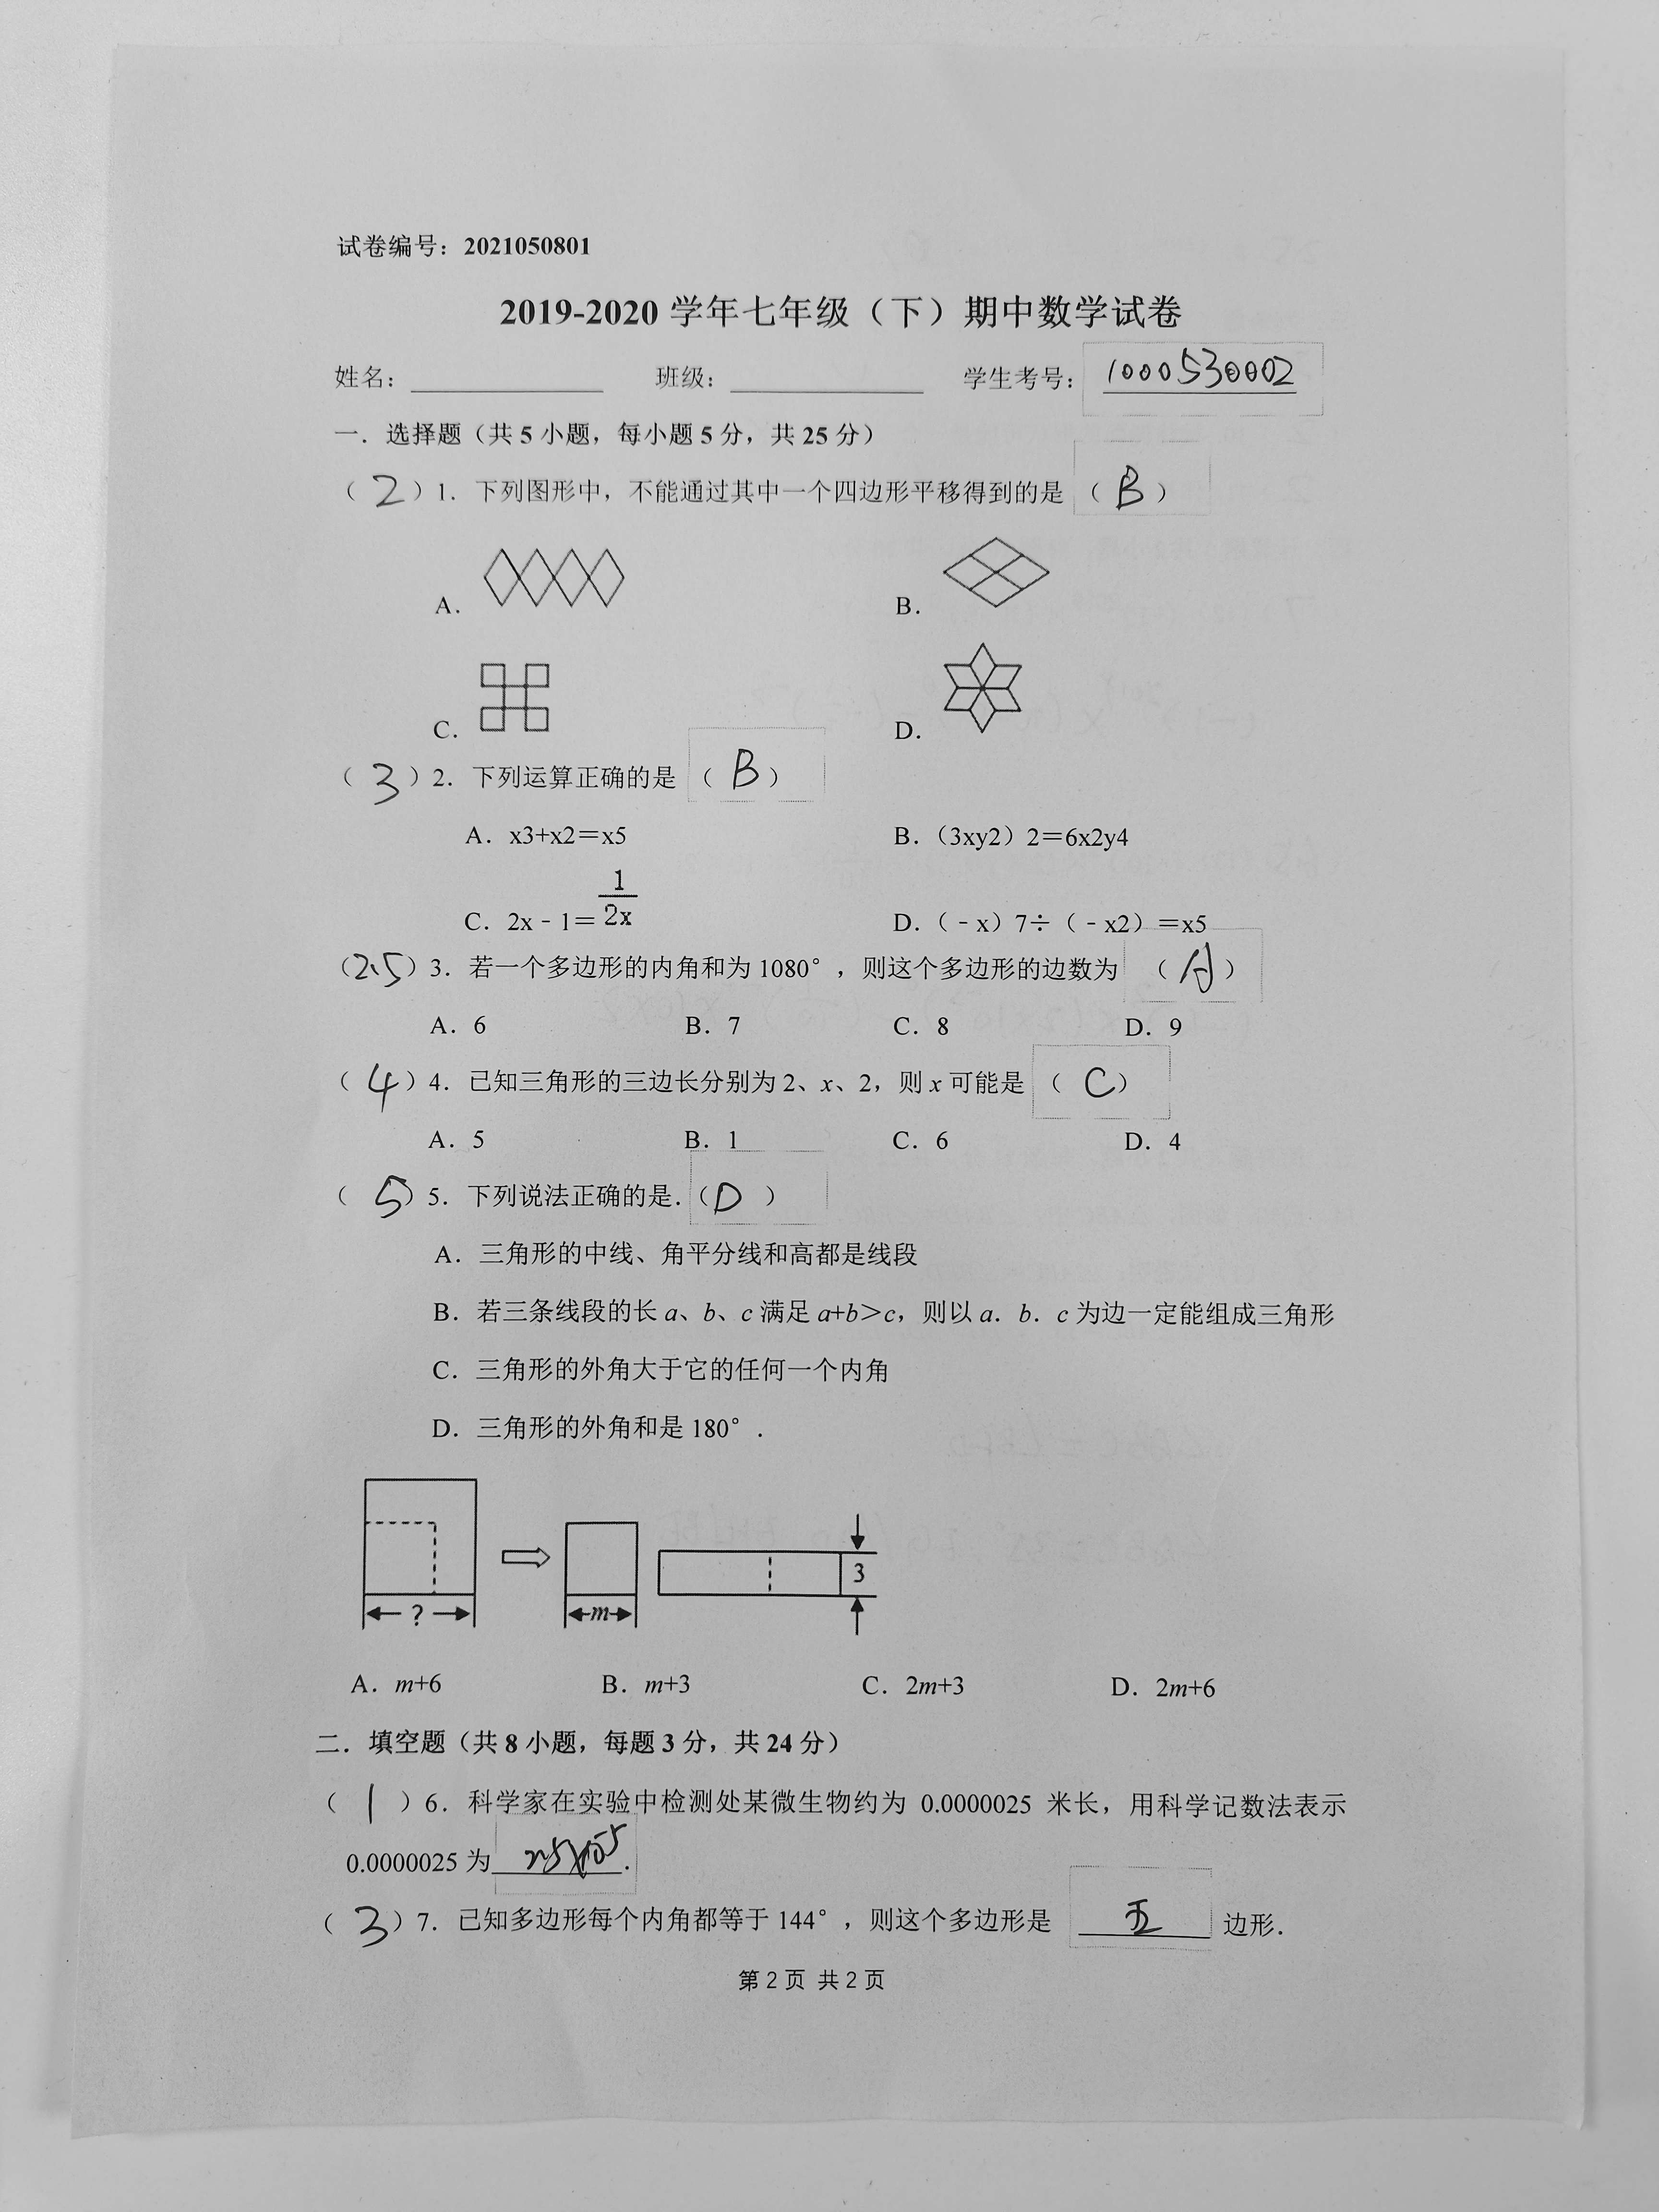 试卷编号：2021050801
2019-2020 学年七年级（下）期中数学试卷
姓名：	班级：	学生考号：1000530002
一．选择题（共 5 小题，每小题 5 分，共 25 分）
（ 2 ）1．下列图形中，不能通过其中一个四边形平移得到的是 （ B ）
A．	B．
C．	D．
（ 3 ）2．下列运算正确的是 （ B ）
A．x3+x2＝x5	B．（3xy2）2＝6x2y4
C．2x﹣1＝1/2x	D．（﹣x）7÷（﹣x2）＝x5
（2.5）3．若一个多边形的内角和为 1080°，则这个多边形的边数为 （ A ）
A．6	B．7	C．8	D．9
（ 4 ）4．已知三角形的三边长分别为 2、x、2，则 x 可能是 （ C ）
A．5	B．1	C．6	D．4
（ 5 ）5．下列说法正确的是.（ D ）
A．三角形的中线、角平分线和高都是线段
B．若三条线段的长 a、b、c 满足 a+b＞c，则以 a．b．c 为边一定能组成三角形
C．三角形的外角大于它的任何一个内角
D．三角形的外角和是 180°．
? m 3
A．m+6	B．m+3	C．2m+3	D．2m+6
二．填空题（共 8 小题，每题 3 分，共 24 分）
（ 1 ）6．科学家在实验中检测处某微生物约为 0.0000025 米长，用科学记数法表示
0.0000025 为 .
（ 3 ）7．已知多边形每个内角都等于 144°，则这个多边形是 五 边形．
第 2 页 共 2 页